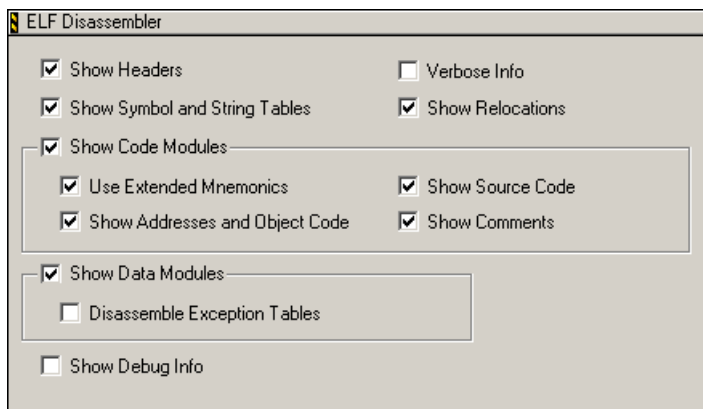 ELF Disassembler
Show Headers
Verbose Info
Show Symbol and String Tables
Show Relocations
Show Code Modules
Use Extended Mnemonics
Show Source Code
Show Addresses and Object Code
Show Comments
Show Data Modules
Disassemble Exception Tables
Show Debug Info